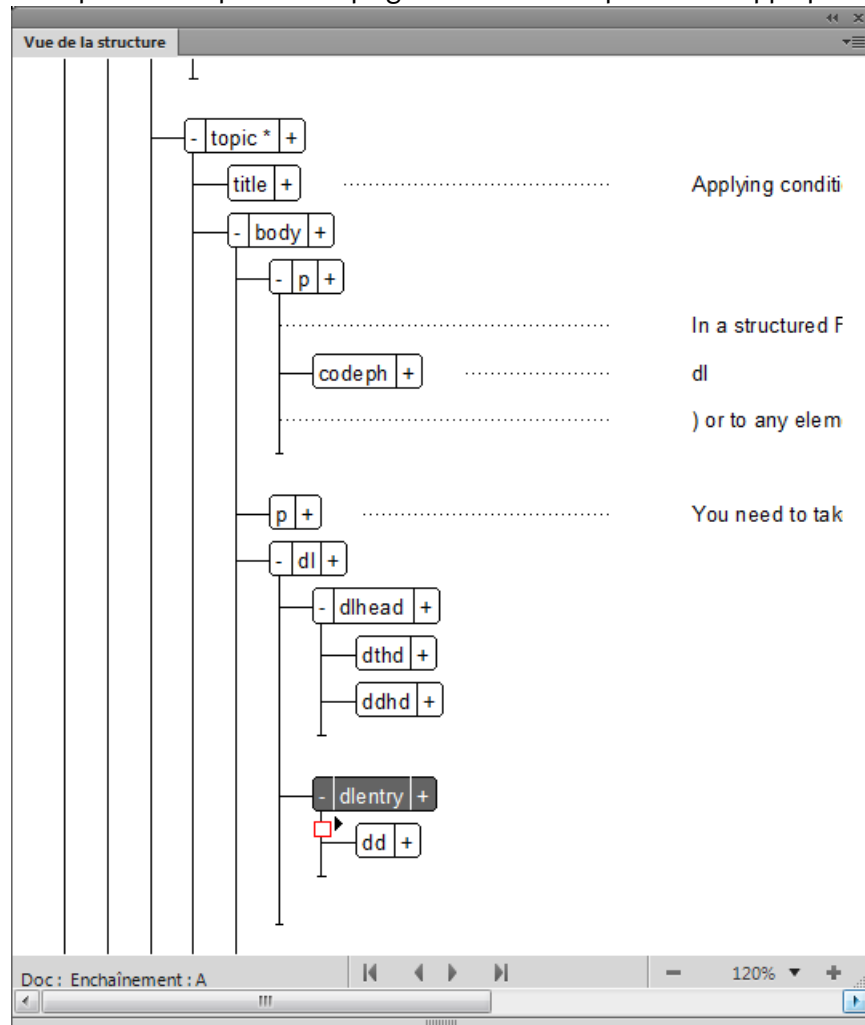 Vue de la structure
- topic * +
title + Applying conditi
- body +
- p +
In a structured F
codeph + dl
) or to any elem
p + You need to tak
- dl +
- dlhead +
dthd +
ddhd +
- dlentry +
dd +
Doc : Enchaînement : A 120%